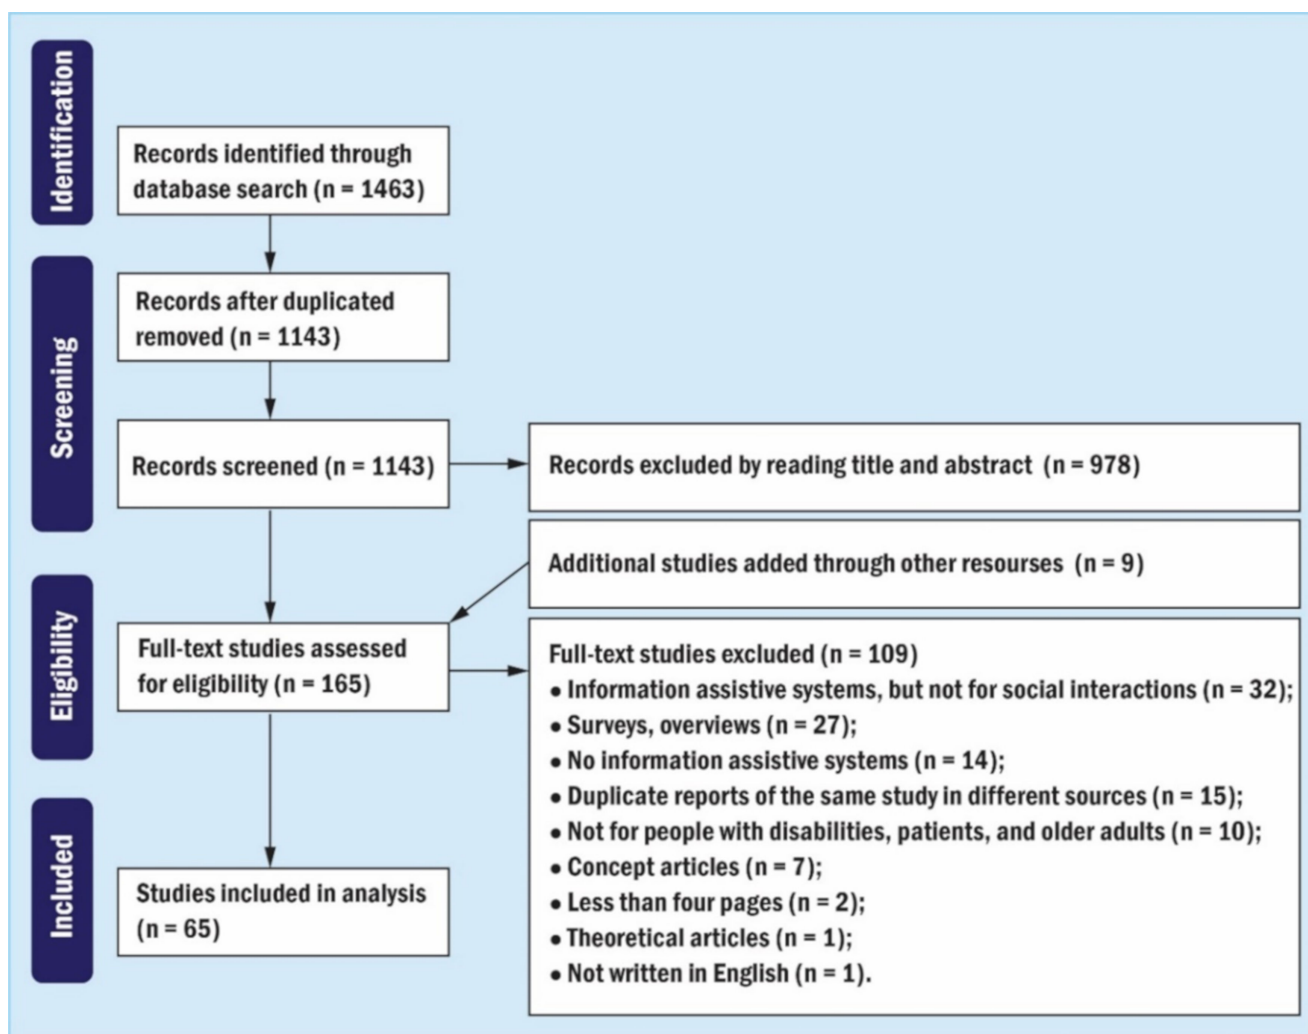 Identification
Records identified through
database search (n = 1463)
Screening
Records after duplicated
removed (n = 1143)
Records screened (n = 1143)
Records excluded by reading title and abstract (n = 978)
Additional studies added through other resourses (n = 9)
Eligibility
Full-text studies assessed
for eligibility (n = 165)
Full-text studies excluded (n = 109)
• Information assistive systems, but not for social interactions (n = 32);
• Surveys, overviews (n = 27);
• No information assistive systems (n = 14);
• Duplicate reports of the same study in different sources (n = 15);
• Not for people with disabilities, patients, and older adults (n = 10);
• Concept articles (n = 7);
• Less than four pages (n = 2);
• Theoretical articles (n = 1);
• Not written in English (n = 1).
Included
Studies included in analysis
(n = 65)